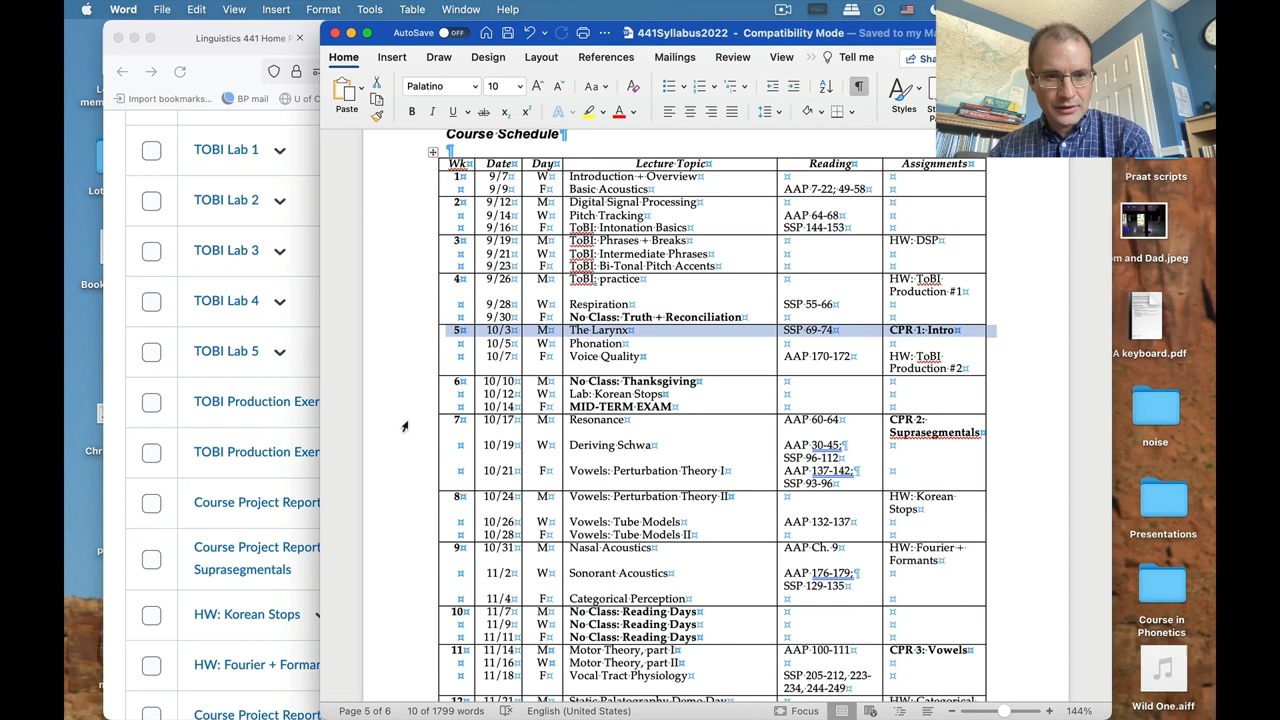 Word File Edit View Insert Format Tools Table Window Help
Linguistics 441 Home P
AutoSave OFF 441Syllabus2022 - Compatibility Mode — Saved to my Ma
Home Insert Draw Design Layout References Mailings Review View Tell me Sha
Import bookmarks... BP mail U of C
Paste Palatino 10 Styles
TOBI Lab 1
TOBI Lab 2
TOBI Lab 3
TOBI Lab 4
TOBI Lab 5
TOBI Production Exer
TOBI Production Exer
Course Project Report
Course Project Report
Suprasegmentals
HW: Korean Stops
HW: Fourier + Forman
Course Project Report
Course Schedule
Wk Date Day Lecture Topic Reading Assignments
1 9/7 W Introduction + Overview
9/9 F Basic Acoustics AAP 7-22; 49-58
2 9/12 M Digital Signal Processing
9/14 W Pitch Tracking AAP 64-68
9/16 F ToBI: Intonation Basics SSP 144-153
3 9/19 M ToBI: Phrases + Breaks HW: DSP
9/21 W ToBI: Intermediate Phrases
9/23 F ToBI: Bi-Tonal Pitch Accents
4 9/26 M ToBI: practice HW: ToBI
Production #1
9/28 W Respiration SSP 55-66
9/30 F No Class: Truth + Reconciliation
5 10/3 M The Larynx SSP 69-74 CPR 1: Intro
10/5 W Phonation
10/7 F Voice Quality AAP 170-172 HW: ToBI
Production #2
6 10/10 M No Class: Thanksgiving
10/12 W Lab: Korean Stops
10/14 F MID-TERM EXAM
7 10/17 M Resonance AAP 60-64 CPR 2:
Suprasegmentals
10/19 W Deriving Schwa AAP 30-45;
SSP 96-112
10/21 F Vowels: Perturbation Theory I AAP 137-142;
SSP 93-96
8 10/24 M Vowels: Perturbation Theory II HW: Korean
Stops
10/26 W Vowels: Tube Models AAP 132-137
10/28 F Vowels: Tube Models II
9 10/31 M Nasal Acoustics AAP Ch. 9 HW: Fourier +
Formants
11/2 W Sonorant Acoustics AAP 176-179;
SSP 129-135
11/4 F Categorical Perception
10 11/7 M No Class: Reading Days
11/9 W No Class: Reading Days
11/11 F No Class: Reading Days
11 11/14 M Motor Theory, part I AAP 100-111 CPR 3: Vowels
11/16 W Motor Theory, part II
11/18 F Vocal Tract Physiology SSP 205-212, 223-
234, 244-249
Page 5 of 6 10 of 1799 words English (United States) Focus 144%
Praat scripts
om and Dad.jpeg
A keyboard.pdf
noise
Presentations
Course in
Phonetics
Wild One.aiff